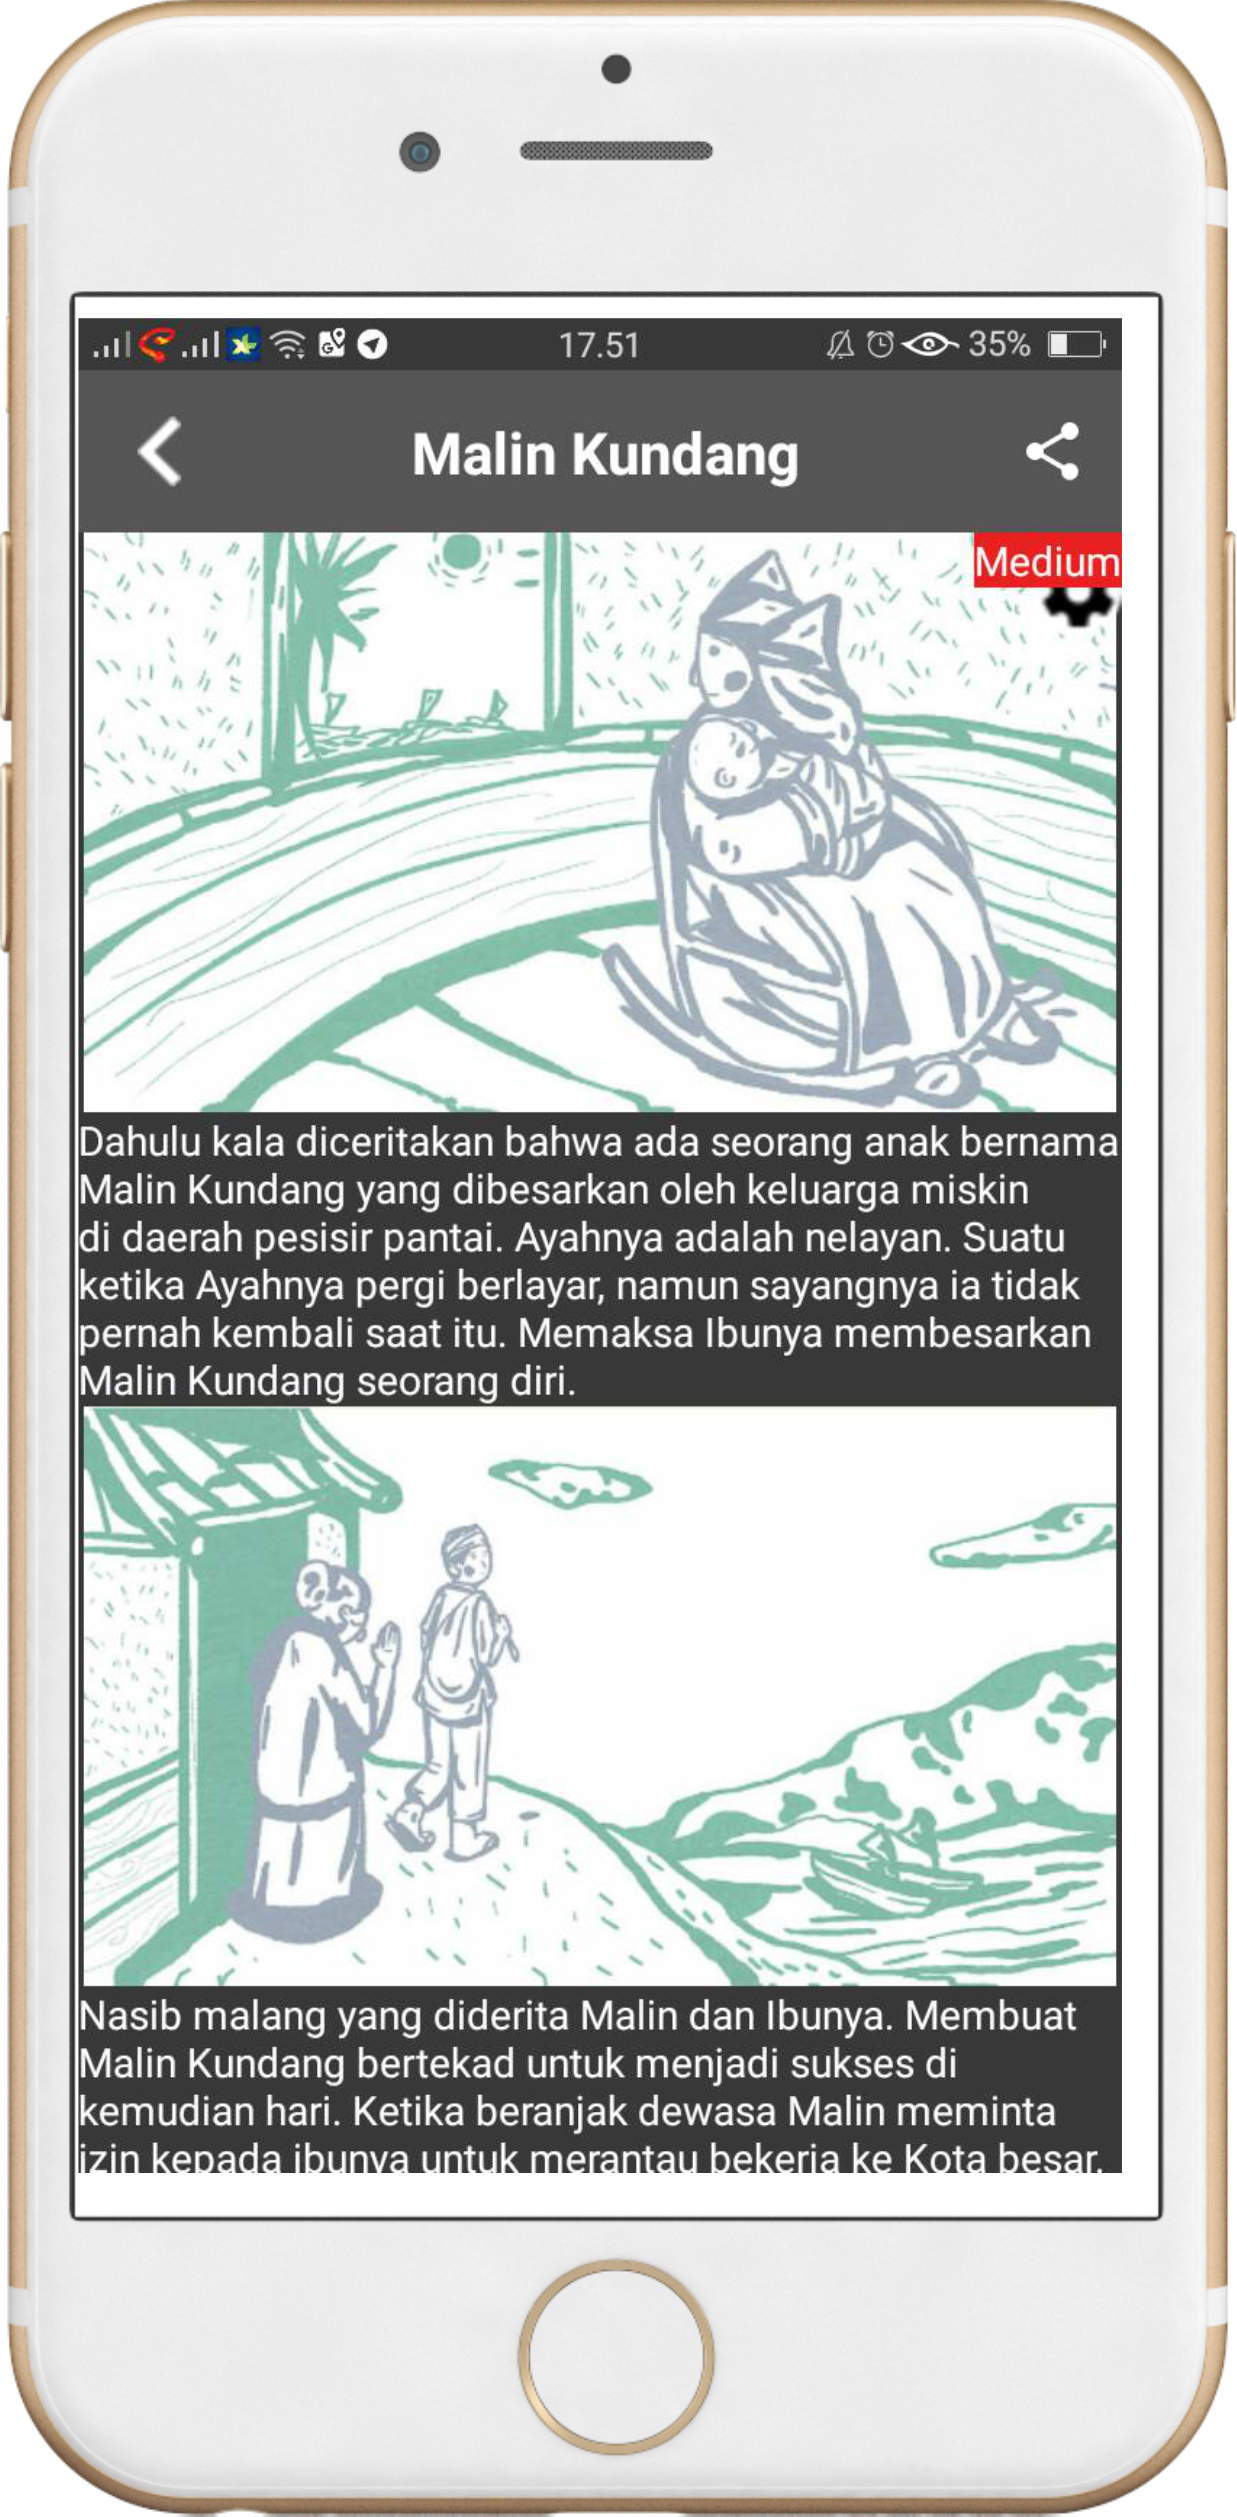 17.51
35%
Malin Kundang
Medium
Dahulu kala diceritakan bahwa ada seorang anak bernama
Malin Kundang yang dibesarkan oleh keluarga miskin
di daerah pesisir pantai. Ayahnya adalah nelayan. Suatu
ketika Ayahnya pergi berlayar, namun sayangnya ia tidak
pernah kembali saat itu. Memaksa Ibunya membesarkan
Malin Kundang seorang diri.
Nasib malang yang diderita Malin dan Ibunya. Membuat
Malin Kundang bertekad untuk menjadi sukses di
kemudian hari. Ketika beranjak dewasa Malin meminta
izin kepada ibunya untuk merantau bekerja ke Kota besar.